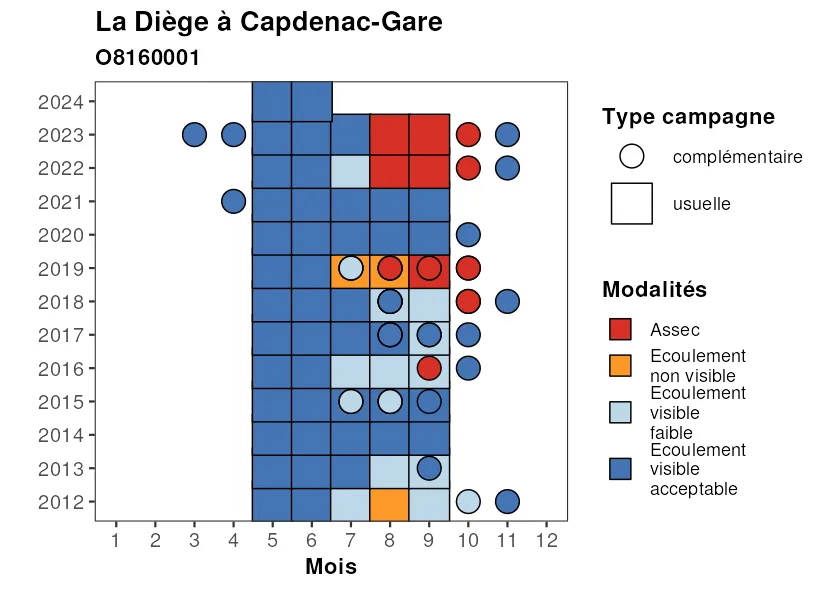 La Diège à Capdenac-Gare
O8160001
2024
2023
2022
2021
2020
2019
2018
2017
2016
2015
2014
2013
2012
1 2 3 4 5 6 7 8 9 10 11 12
Mois
Type campagne
complémentaire
usuelle
Modalités
Assec
Ecoulement
non visible
Ecoulement
visible
faible
Ecoulement
visible
acceptable